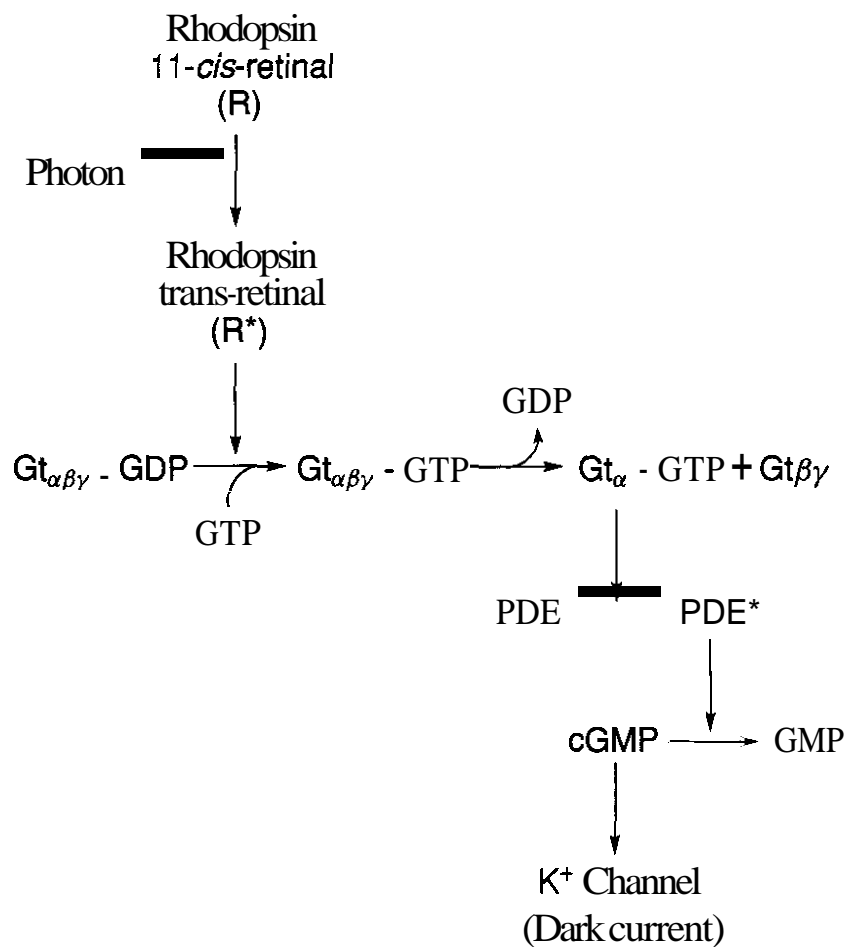 Rhodopsin
11-cis-retinal
(R)
Photon
Rhodopsin
trans-retinal
(R*)
GDP
Gtαβγ - GDP
Gtαβγ - GTP
Gtα - GTP + Gtβγ
GTP
PDE
PDE*
cGMP
GMP
K+ Channel
(Dark current)